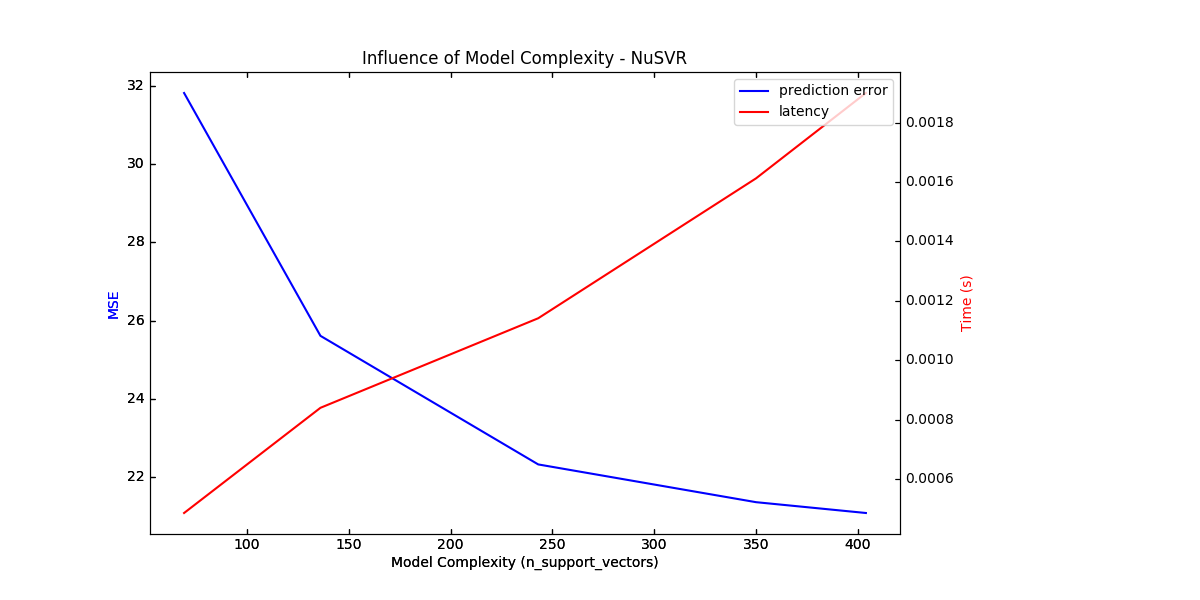 Influence of Model Complexity - NuSVR
prediction error
latency
32
30
28
26
24
22
MSE
0.0018
0.0016
0.0014
0.0012
0.0010
0.0008
0.0006
Time (s)
100 150 200 250 300 350 400
Model Complexity (n_support_vectors)